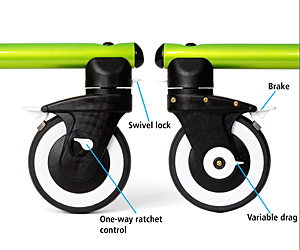 Brake
Swivel lock
One-way ratchet
control
Variable drag